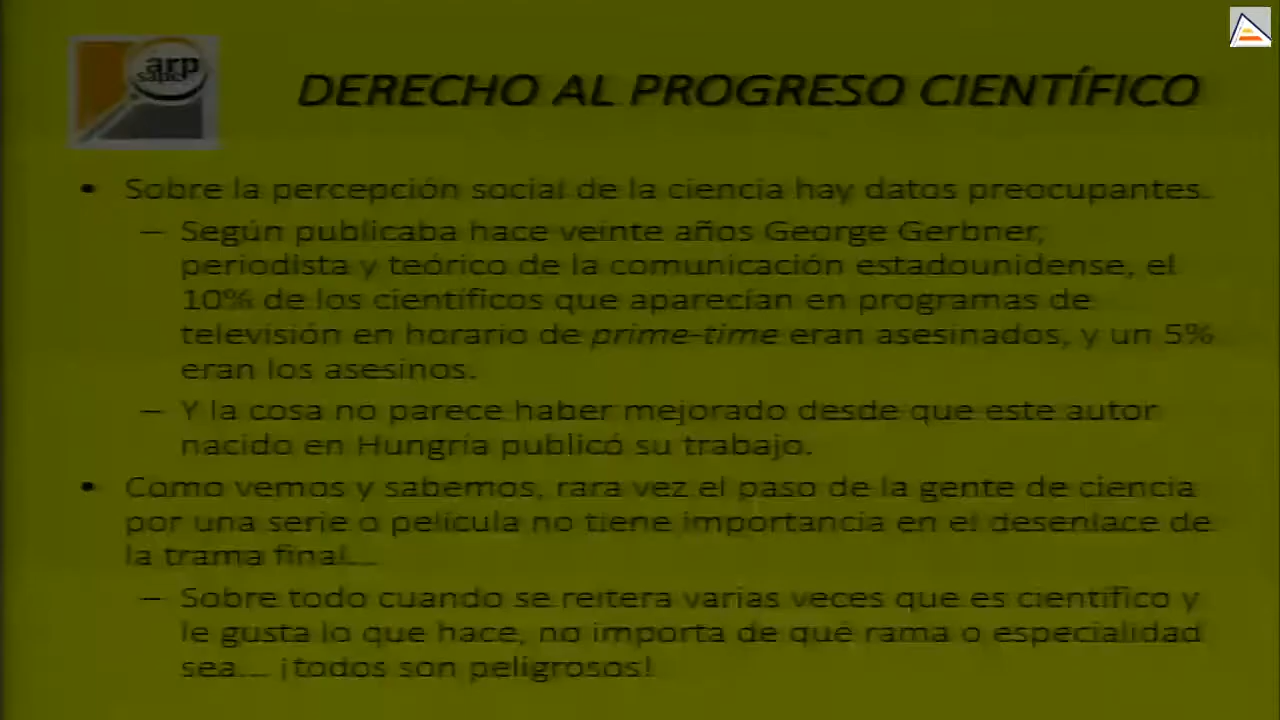 arp
sapc
DERECHO AL PROGRESO CIENTÍFICO
• Sobre la percepción social de la ciencia hay datos preocupantes.
– Según publicaba hace veinte años George Gerbner,
periodista y teórico de la comunicación estadounidense, el
10% de los científicos que aparecían en programas de
televisión en horario de prime-time eran asesinados, y un 5%
eran los asesinos.
– Y la cosa no parece haber mejorado desde que este autor
nacido en Hungría publicó su trabajo.
• Como vemos y sabemos, rara vez el paso de la gente de ciencia
por una serie o película no tiene importancia en el desenlace de
la trama final...
– Sobre todo cuando se reitera varias veces que es científico y
le gusta lo que hace, no importa de qué rama o especialidad
sea... ¡todos son peligrosos!